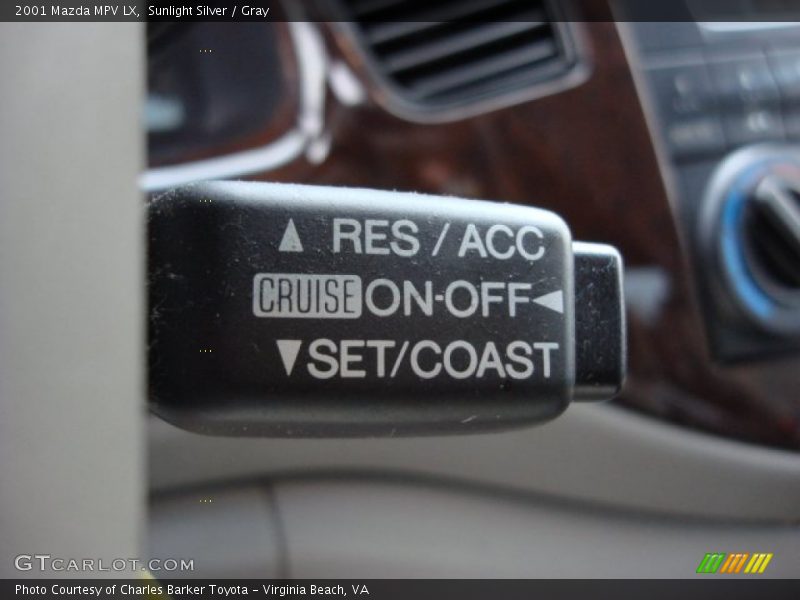 2001 Mazda MPV LX, Sunlight Silver / Gray
▲ RES / ACC
CRUISE ON-OFF ◀
▼ SET/COAST
GTCARLOT.COM
Photo Courtesy of Charles Barker Toyota - Virginia Beach, VA